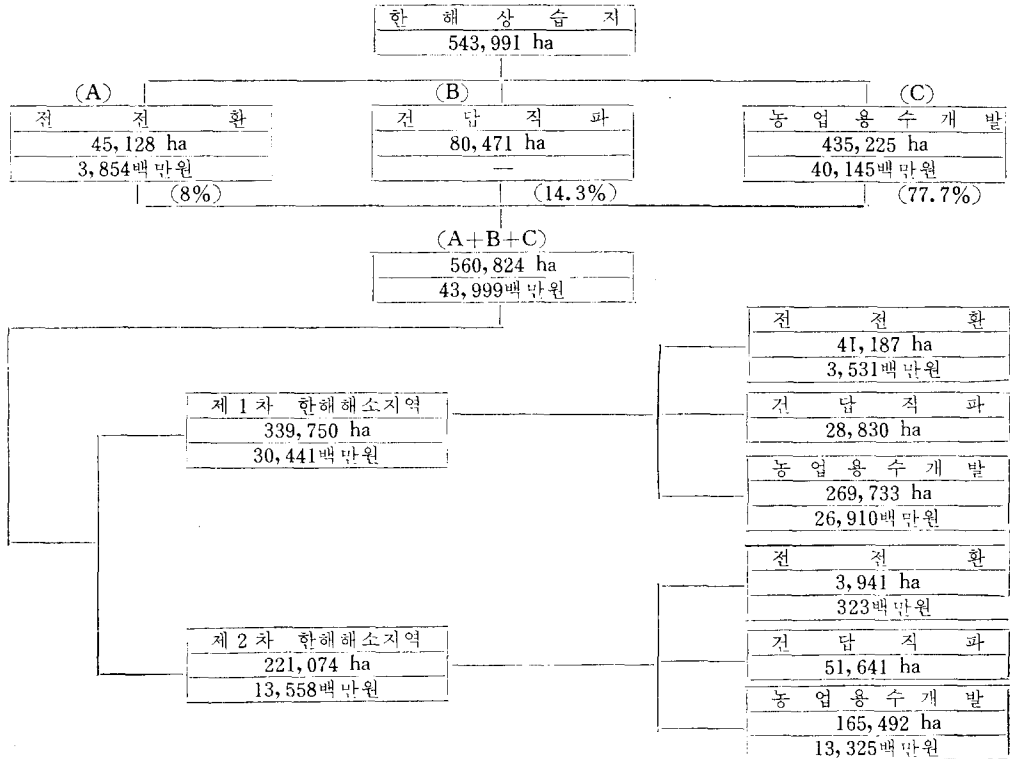 한 해 상 습 지
543,991 ha
(A)
전 전 환
45,128 ha
3,854백만원
(8%)
(B)
건 답 직 파
80,471 ha
—
(14.3%)
(C)
농 업 용 수 개 발
435,225 ha
40,145백만원
(77.7%)
(A+B+C)
560,824 ha
43,999백만원
제 1 차 한해해소지역
339,750 ha
30,441백만원
전 전 환
41,187 ha
3,531백만원
건 답 직 파
28,830 ha
농 업 용 수 개 발
269,733 ha
26,910백만원
제 2 차 한해해소지역
221,074 ha
13,558백만원
전 전 환
3,941 ha
323백만원
건 답 직 파
51,641 ha
농 업 용 수 개 발
165,492 ha
13,325백만원